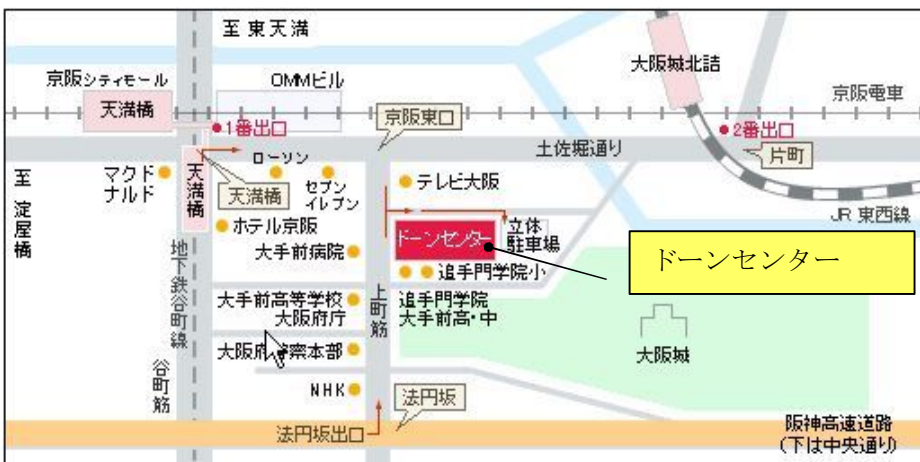 至 東天満
京阪シティモール
天満橋
OMMビル
大阪城北詰
京阪電車
1番出口
京阪東口
2番出口
土佐堀通り
片町
至 淀屋橋
マクド
ナルド
天満橋
ローソン
天満橋
セブン
イレブン
テレビ大阪
JR 東西線
ホテル京阪
ドーンセンター
立体
駐車場
ドーンセンター
大手前病院
追手門学院小
地下鉄谷町線
大手前高等学校
大阪府庁
上町筋
追手門学院
大手前高・中
大阪城
大阪府
察本部
谷町筋
NHK
法円坂
法円坂出口
阪神高速道路
(下は中央通り)